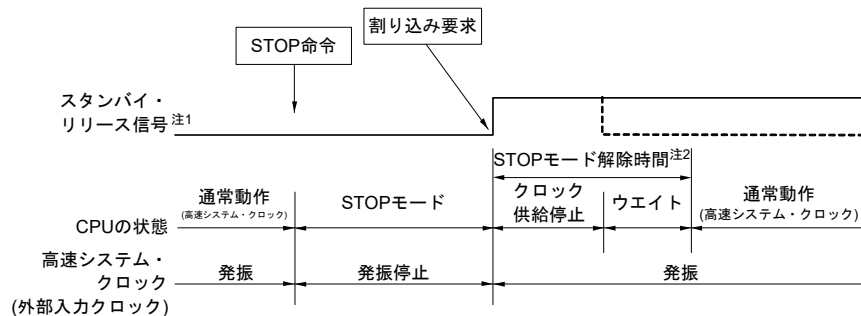 STOP命令
割り込み要求
スタンバイ・
リリース信号 注1
STOPモード解除時間注2
通常動作
(高速システム・クロック)
STOPモード
クロック
供給停止
ウエイト
通常動作
(高速システム・クロック)
CPUの状態
高速システム・
クロック
(外部入力クロック)
発振
発振停止
発振